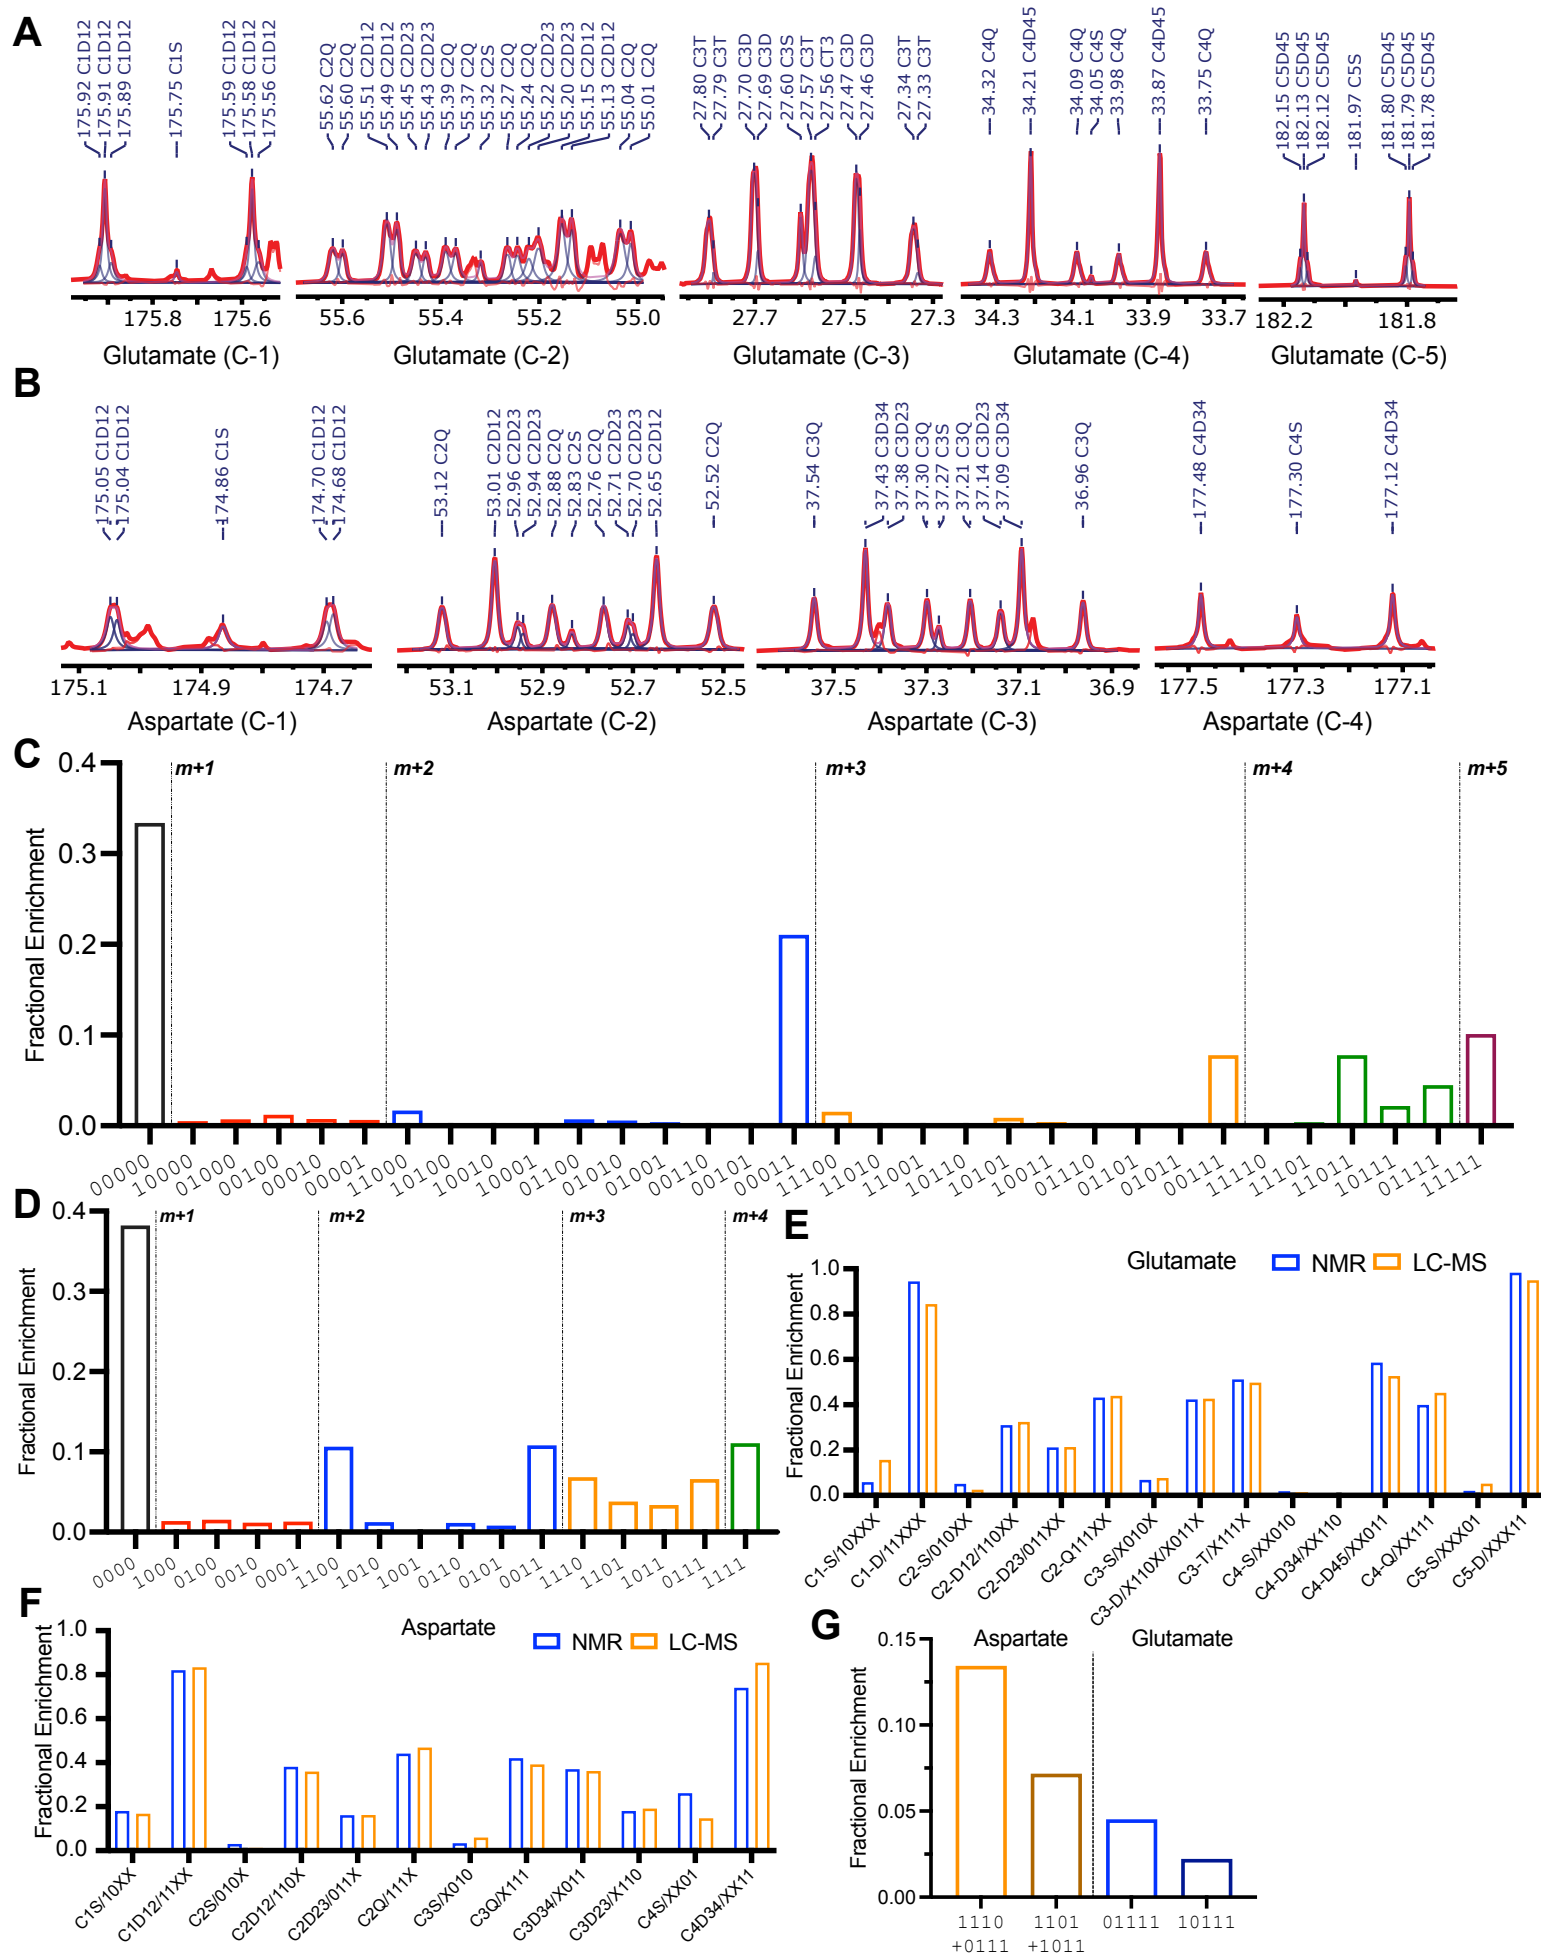 A
175.92 C1D12
175.91 C1D12
175.89 C1D12
175.75 C1S
175.59 C1D12
175.58 C1D12
175.56 C1D12
55.62 C2Q
55.60 C2Q
55.51 C2D12
55.49 C2D12
55.45 C2D23
55.43 C2D23
55.39 C2Q
55.37 C2Q
55.32 C2S
55.27 C2Q
55.24 C2Q
55.22 C2D23
55.20 C2D23
55.15 C2D12
55.13 C2D12
55.04 C2Q
55.01 C2Q
27.80 C3T
27.79 C3T
27.70 C3D
27.69 C3D
27.60 C3S
27.57 C3T
27.56 CT3
27.47 C3D
27.46 C3D
27.34 C3T
27.33 C3T
34.32 C4Q
34.21 C4D45
34.09 C4Q
34.05 C4S
33.98 C4Q
33.87 C4D45
33.75 C4Q
182.15 C5D45
182.13 C5D45
182.12 C5D45
181.97 C5S
181.80 C5D45
181.79 C5D45
181.78 C5D45
175.8 175.6
55.6 55.4 55.2 55.0
27.7 27.5 27.3
34.3 34.1 33.9 33.7
182.2 181.8
Glutamate (C-1)
Glutamate (C-2)
Glutamate (C-3)
Glutamate (C-4)
Glutamate (C-5)
B
175.05 C1D12
175.04 C1D12
174.86 C1S
174.70 C1D12
174.68 C1D12
53.12 C2Q
53.01 C2D12
52.96 C2D23
52.94 C2D23
52.88 C2Q
52.83 C2S
52.76 C2Q
52.71 C2D23
52.70 C2D23
52.65 C2D12
52.52 C2Q
37.54 C3Q
37.43 C3D34
37.38 C3D23
37.30 C3Q
37.27 C3S
37.21 C3Q
37.14 C3D23
37.09 C3D34
36.96 C3Q
177.48 C4D34
177.30 C4S
177.12 C4D34
175.1 174.9 174.7
53.1 52.9 52.7 52.5
37.5 37.3 37.1 36.9
177.5 177.3 177.1
Aspartate (C-1)
Aspartate (C-2)
Aspartate (C-3)
Aspartate (C-4)
C
Fractional Enrichment
0.4
0.3
0.2
0.1
0.0
m+1
m+2
m+3
m+4
m+5
00000
10000
01000
00100
00010
00001
11000
10100
10010
10001
01100
01010
01001
00110
00101
00011
11100
11010
11001
10110
10101
10011
01110
01101
01011
00111
11110
11101
11011
10111
01111
11111
D
Fractional Enrichment
0.4
0.3
0.2
0.1
0.0
m+1
m+2
m+3
m+4
0000
1000
0100
0010
0001
1100
1010
1001
0110
0101
0011
1110
1101
1011
0111
1111
E
Glutamate
NMR
LC-MS
Fractional Enrichment
1.0
0.8
0.6
0.4
0.2
0.0
C1-S/10XXX
C1-D/11XXX
C2-S/010XX
C2-D12/110XX
C2-D23/011XX
C2-Q111XX
C3-S/X010X
C3-D/X110X/X011X
C3-T/X111X
C4-S/XX010
C4-D34/XX110
C4-D45/XX011
C4-Q/XX111
C5-S/XXX01
C5-D/XXX11
F
Aspartate
NMR
LC-MS
Fractional Enrichment
1.0
0.8
0.6
0.4
0.2
0.0
C1S/10XX
C1D12/11XX
C2S/010X
C2D12/110X
C2D23/011X
C2Q/111X
C3S/X010
C3Q/X111
C3D34/X011
C3D23/X110
C4S/XX01
C4D34/XX11
G
Aspartate
Glutamate
Fractional Enrichment
0.15
0.10
0.05
0.00
1110
+0111
1101
+1011
01111
10111